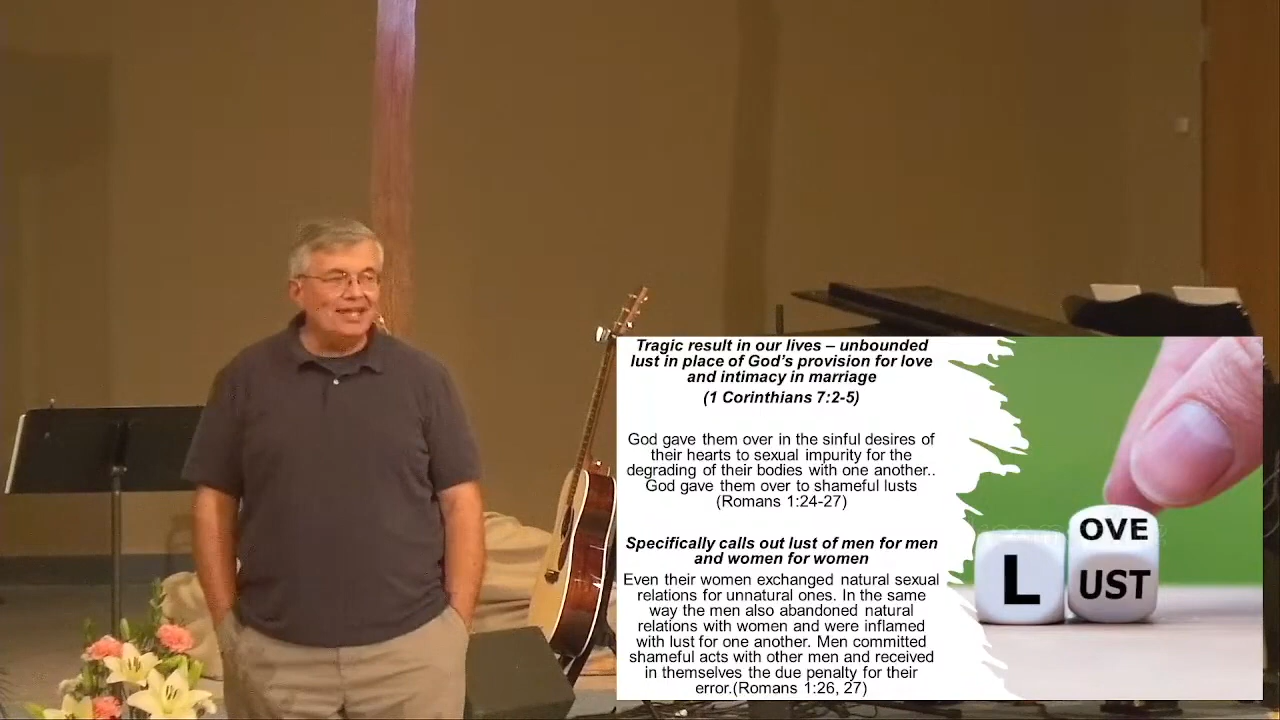 Tragic result in our lives – unbounded
lust in place of God's provision for love
and intimacy in marriage
(1 Corinthians 7:2-5)
God gave them over in the sinful desires of
their hearts to sexual impurity for the
degrading of their bodies with one another..
God gave them over to shameful lusts
(Romans 1:24-27)
Specifically calls out lust of men for men
and women for women
Even their women exchanged natural sexual
relations for unnatural ones. In the same
way the men also abandoned natural
relations with women and were inflamed
with lust for one another. Men committed
shameful acts with other men and received
in themselves the due penalty for their
error.(Romans 1:26, 27)
L
OVE
UST